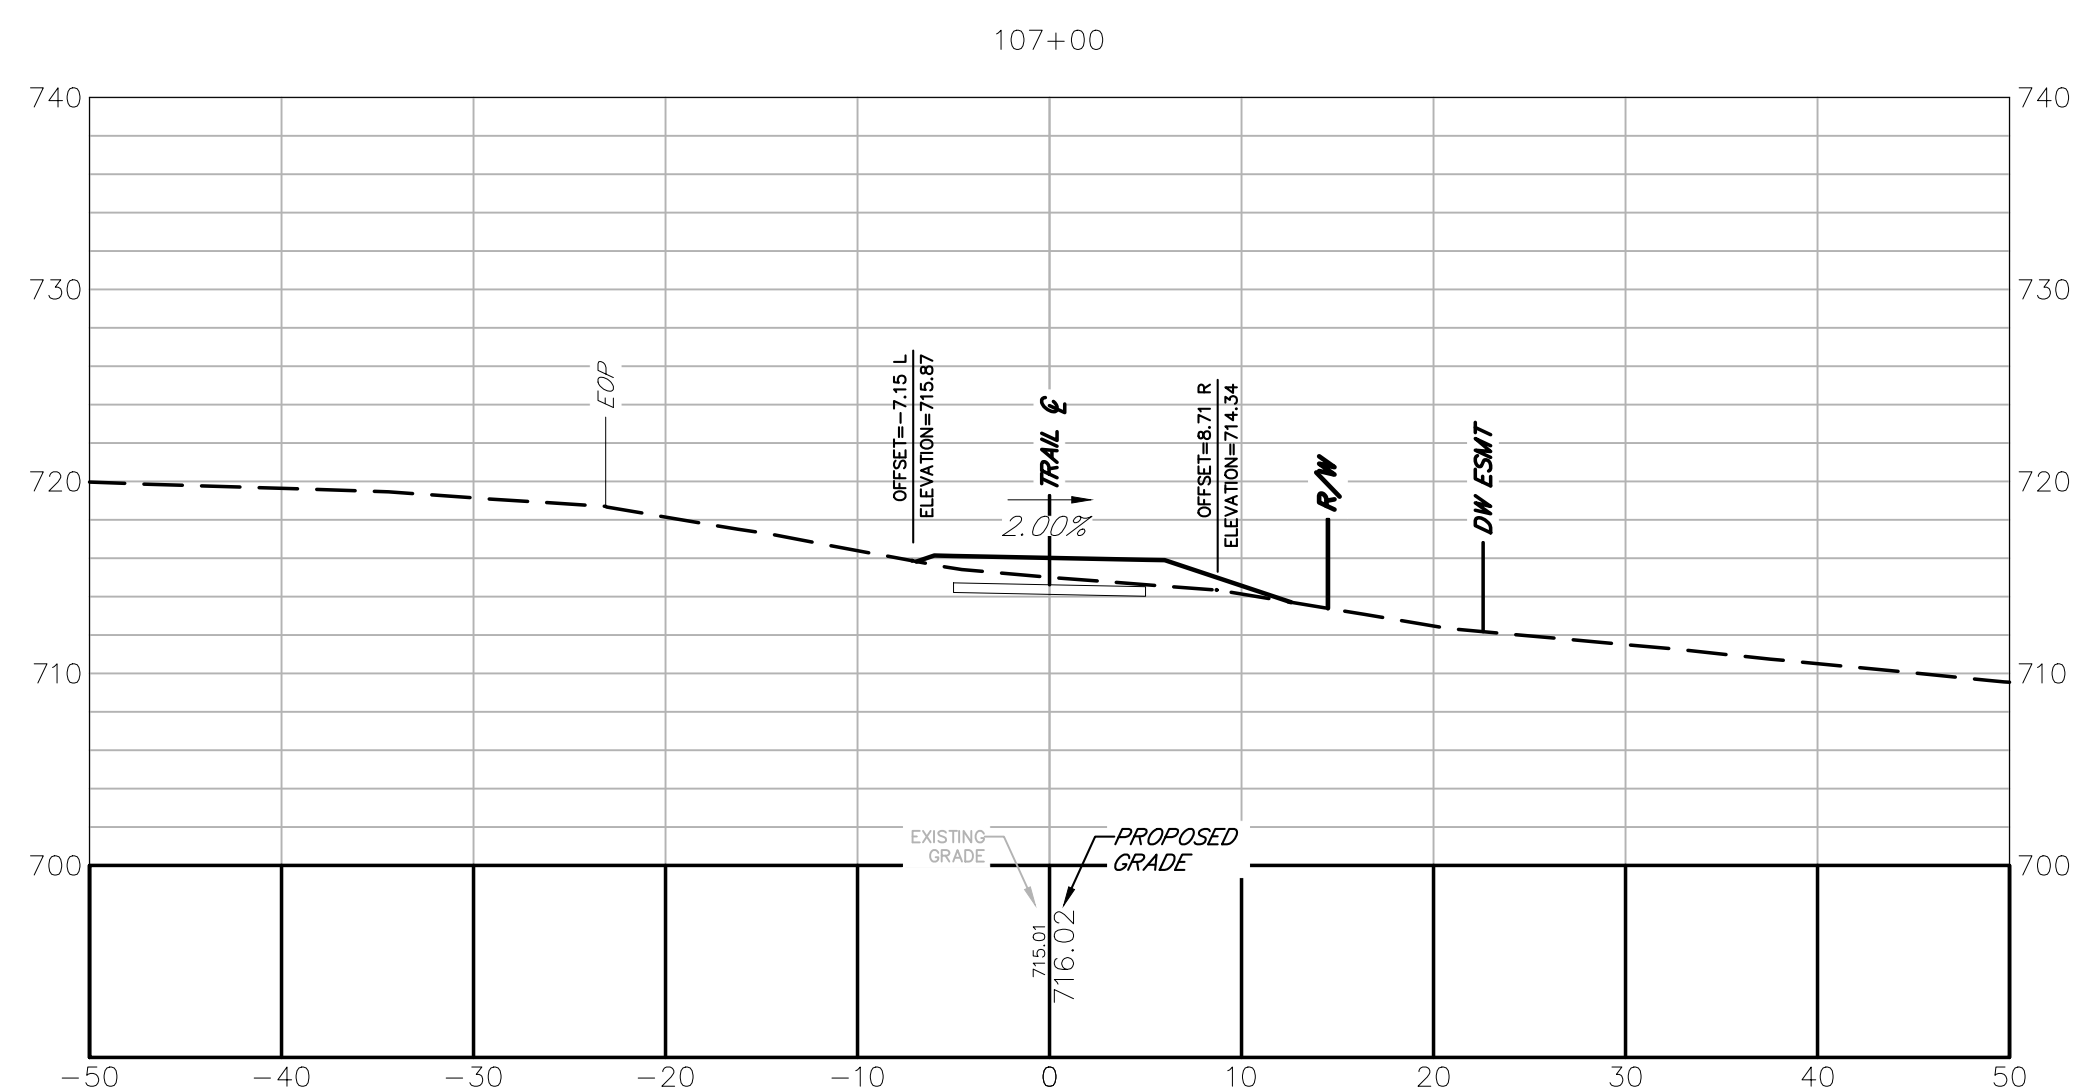 107+00
740
740
730
730
EOP
OFFSET=-7.15 L
ELEVATION=715.87
TRAIL ℄
OFFSET=8.71 R
ELEVATION=714.34
R/W
DW ESMT
2.00%
720
720
710
710
EXISTING
GRADE
PROPOSED
GRADE
700
700
715.01
716.02
-50
-40
-30
-20
-10
0
10
20
30
40
50